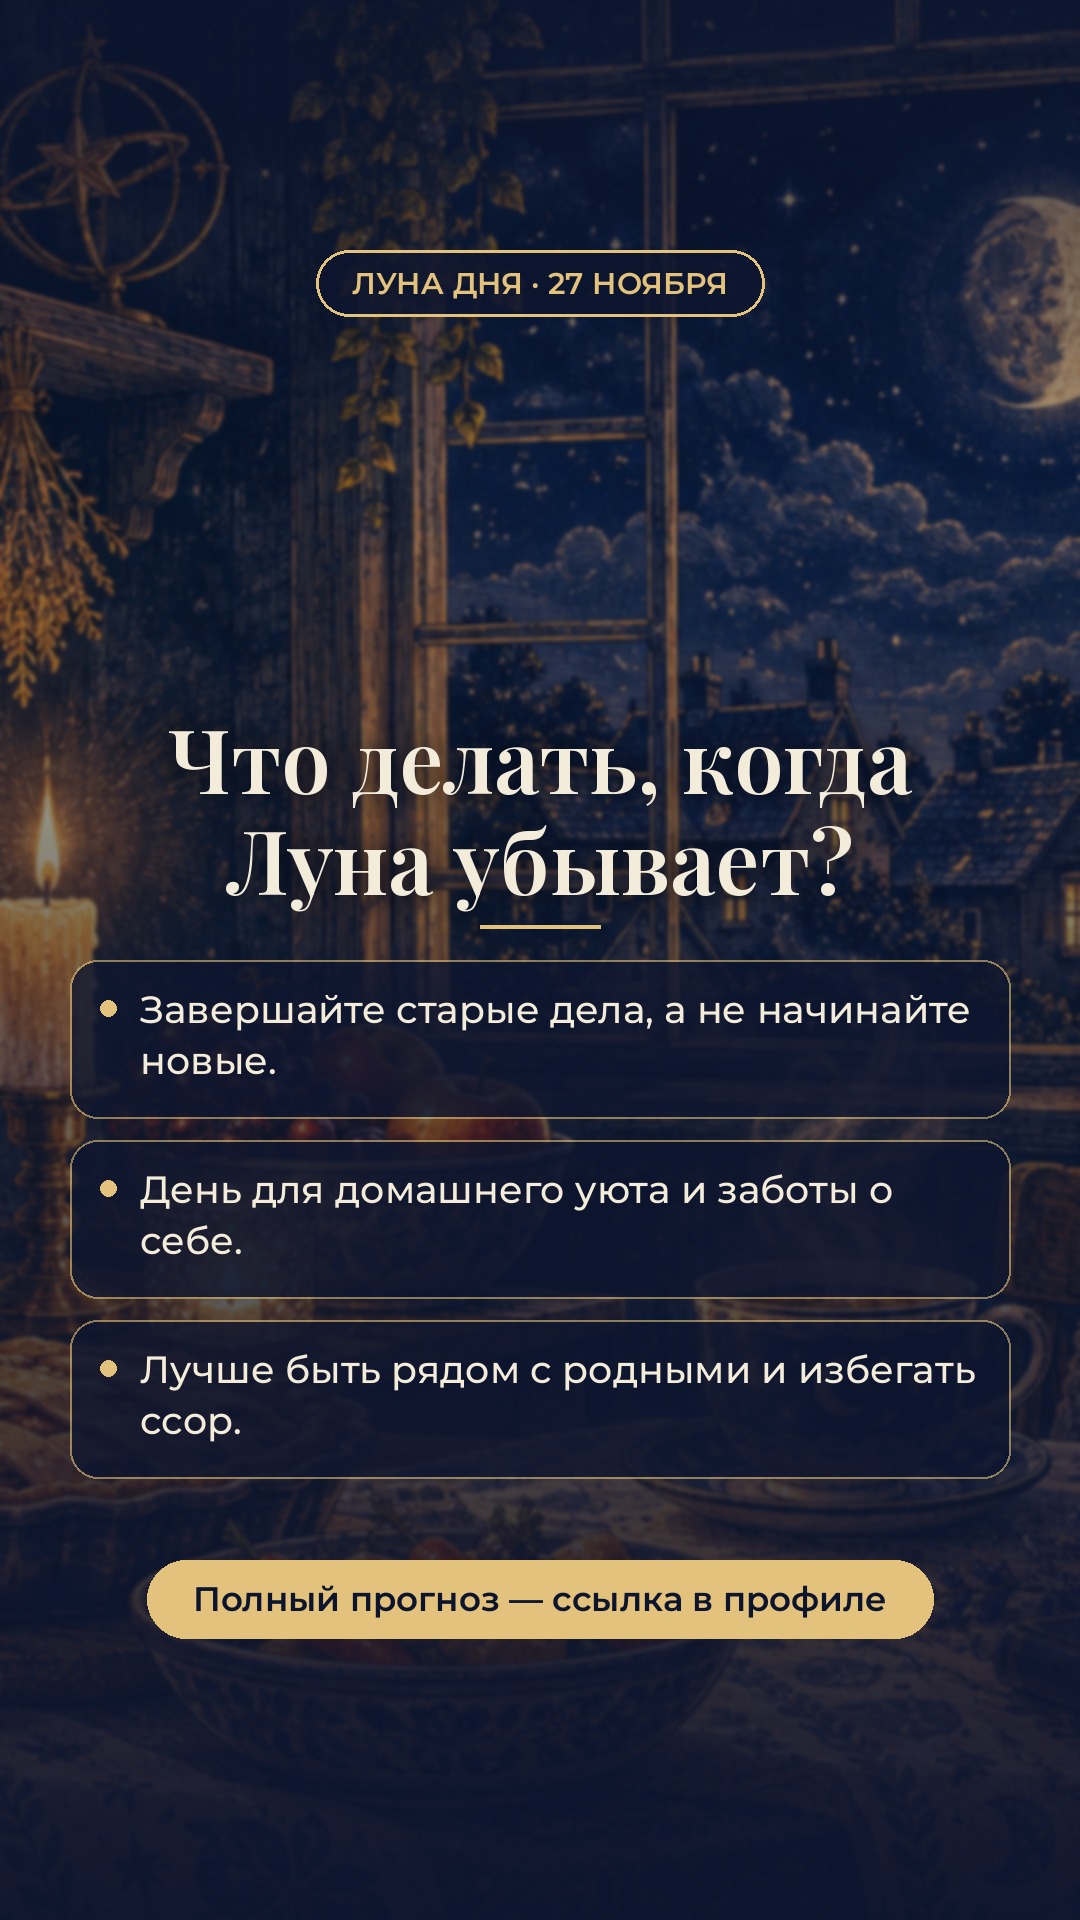 ЛУНА ДНЯ · 27 НОЯБРЯ
Что делать, когда
Луна убывает?
Завершайте старые дела, а не начинайте
новые.
День для домашнего уюта и заботы о
себе.
Лучше быть рядом с родными и избегать
ссор.
Полный прогноз — ссылка в профиле